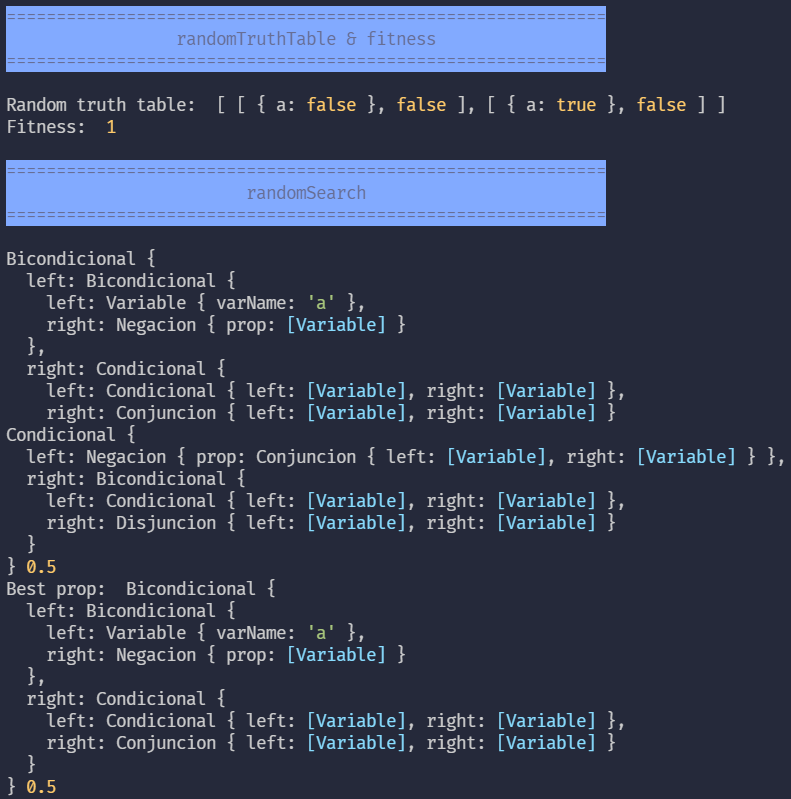 ============================================================
randomTruthTable & fitness
============================================================
Random truth table:  [ [ { a: false }, false ], [ { a: true }, false ] ]
Fitness:  1
============================================================
randomSearch
============================================================
Bicondicional {
  left: Bicondicional {
    left: Variable { varName: 'a' },
    right: Negacion { prop: [Variable] }
  },
  right: Condicional {
    left: Condicional { left: [Variable], right: [Variable] },
    right: Conjuncion { left: [Variable], right: [Variable] }
Condicional {
  left: Negacion { prop: Conjuncion { left: [Variable], right: [Variable] } },
  right: Bicondicional {
    left: Condicional { left: [Variable], right: [Variable] },
    right: Disjuncion { left: [Variable], right: [Variable] }
  }
} 0.5
Best prop:  Bicondicional {
  left: Bicondicional {
    left: Variable { varName: 'a' },
    right: Negacion { prop: [Variable] }
  },
  right: Condicional {
    left: Condicional { left: [Variable], right: [Variable] },
    right: Conjuncion { left: [Variable], right: [Variable] }
  }
} 0.5